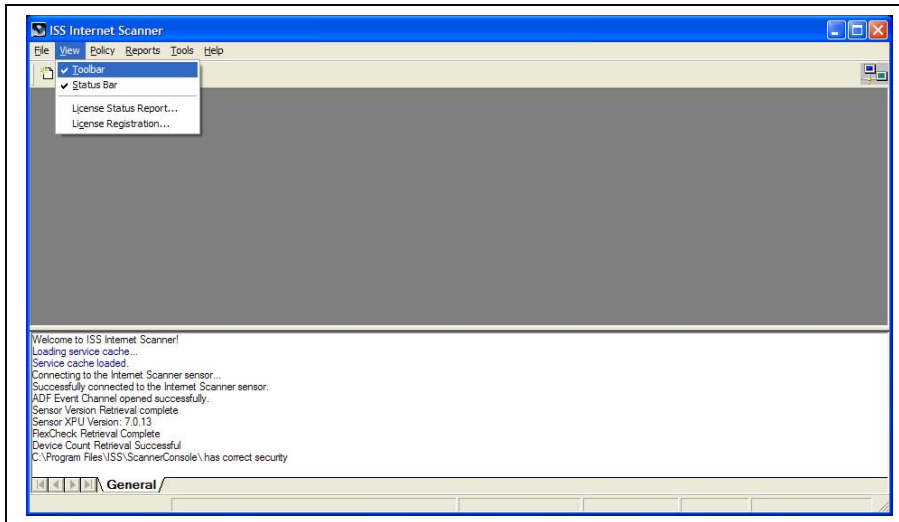 ISS Internet Scanner
File View Policy Reports Tools Help
Toolbar
Status Bar
License Status Report...
License Registration...
Welcome to ISS Internet Scanner!
Loading service cache...
Service cache loaded.
Connecting to the Internet Scanner sensor...
Successfully connected to the Internet Scanner sensor.
ADF Event Channel opened successfully.
Sensor Version Retrieval complete
Sensor XPU Version: 7.0.13
FlexCheck Retrieval Complete
Device Count Retrieval Successful
C:\Program Files\ISS\ScannerConsole\ has correct security
General